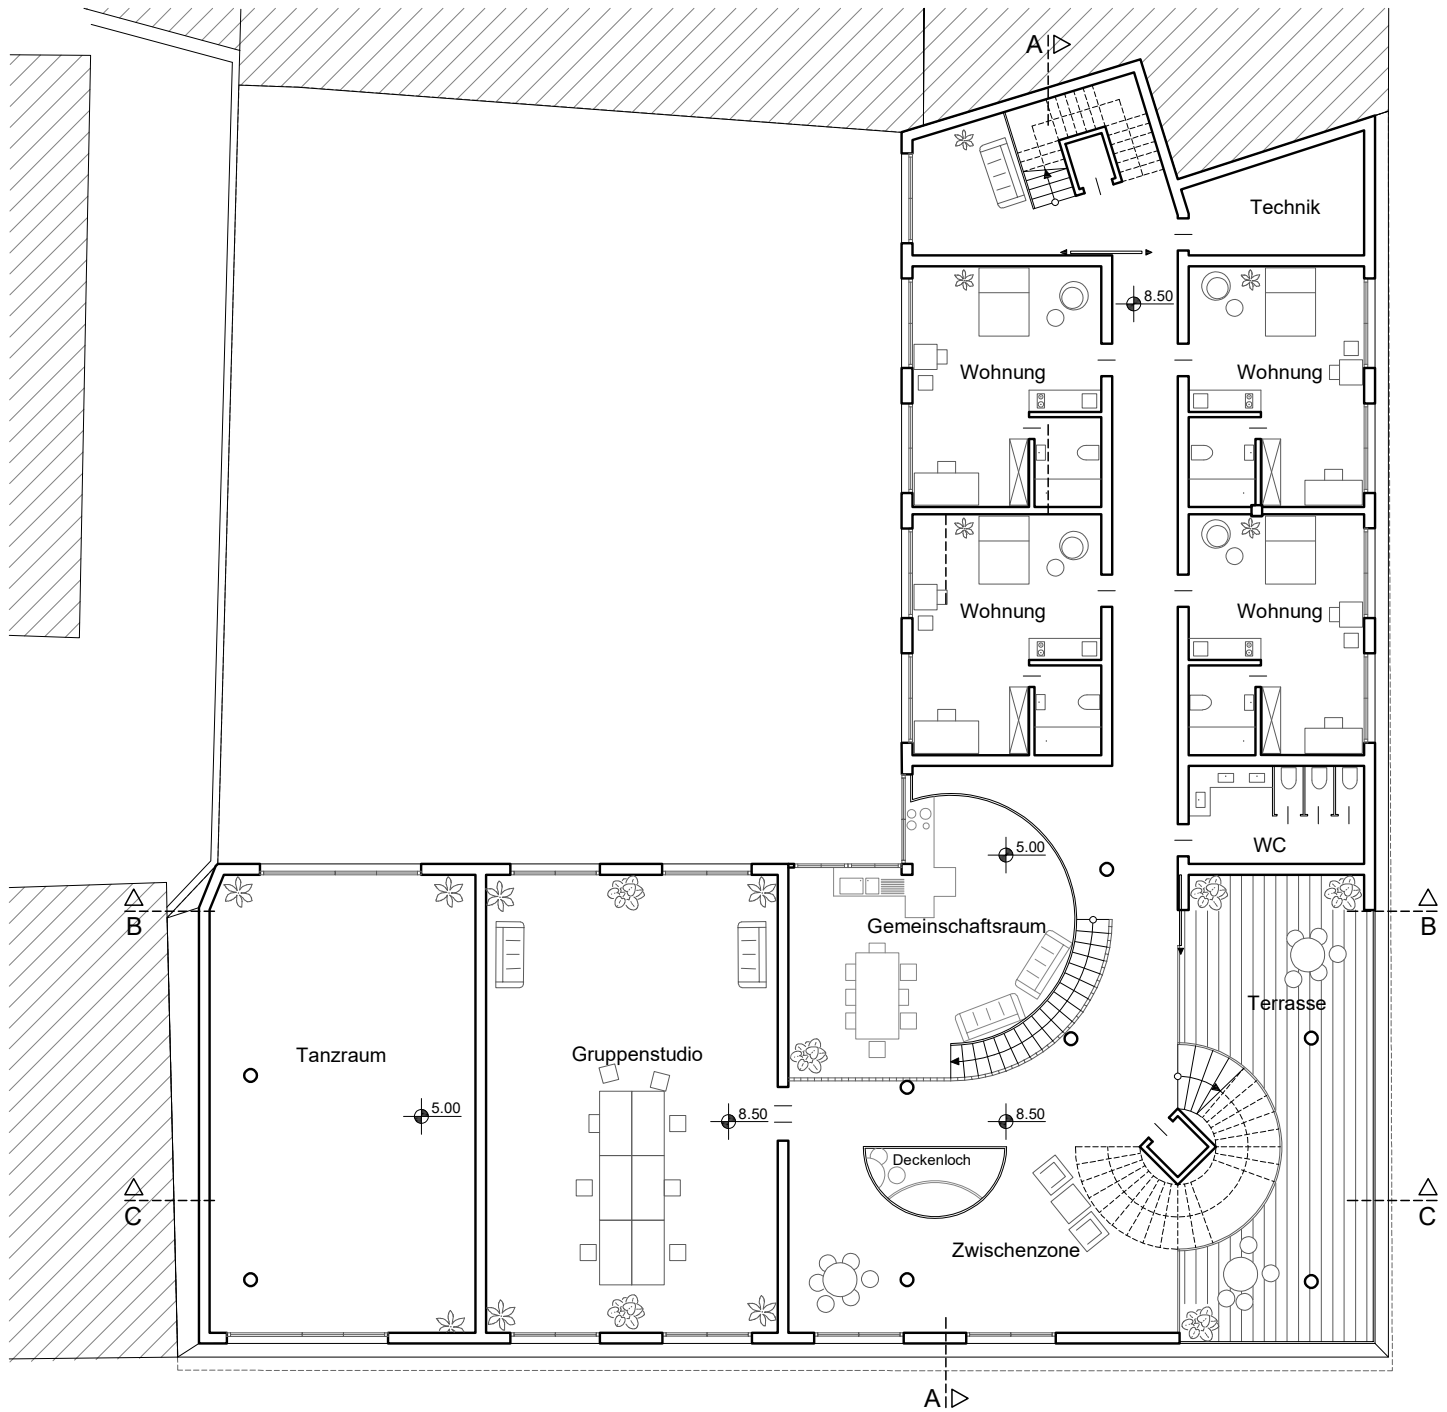 A
Technik
8.50
Wohnung
Wohnung
Wohnung
Wohnung
5.00
WC
B
B
Gemeinschaftsraum
Terrasse
Tanzraum
Gruppenstudio
5.00
8.50
8.50
Deckenloch
C
C
Zwischenzone
A